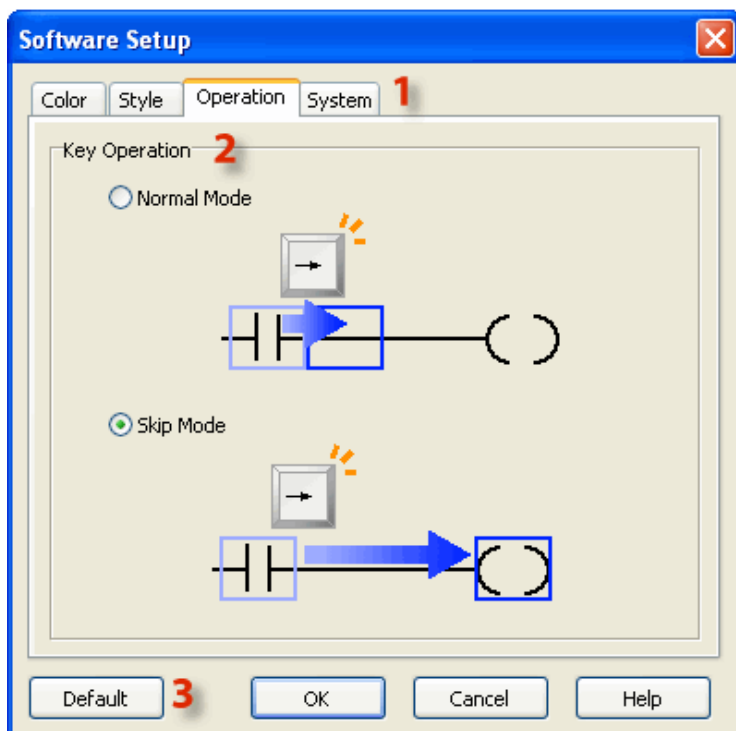 Software Setup
Color Style Operation System 1
Key Operation 2
Normal Mode
Skip Mode
Default 3 OK Cancel Help